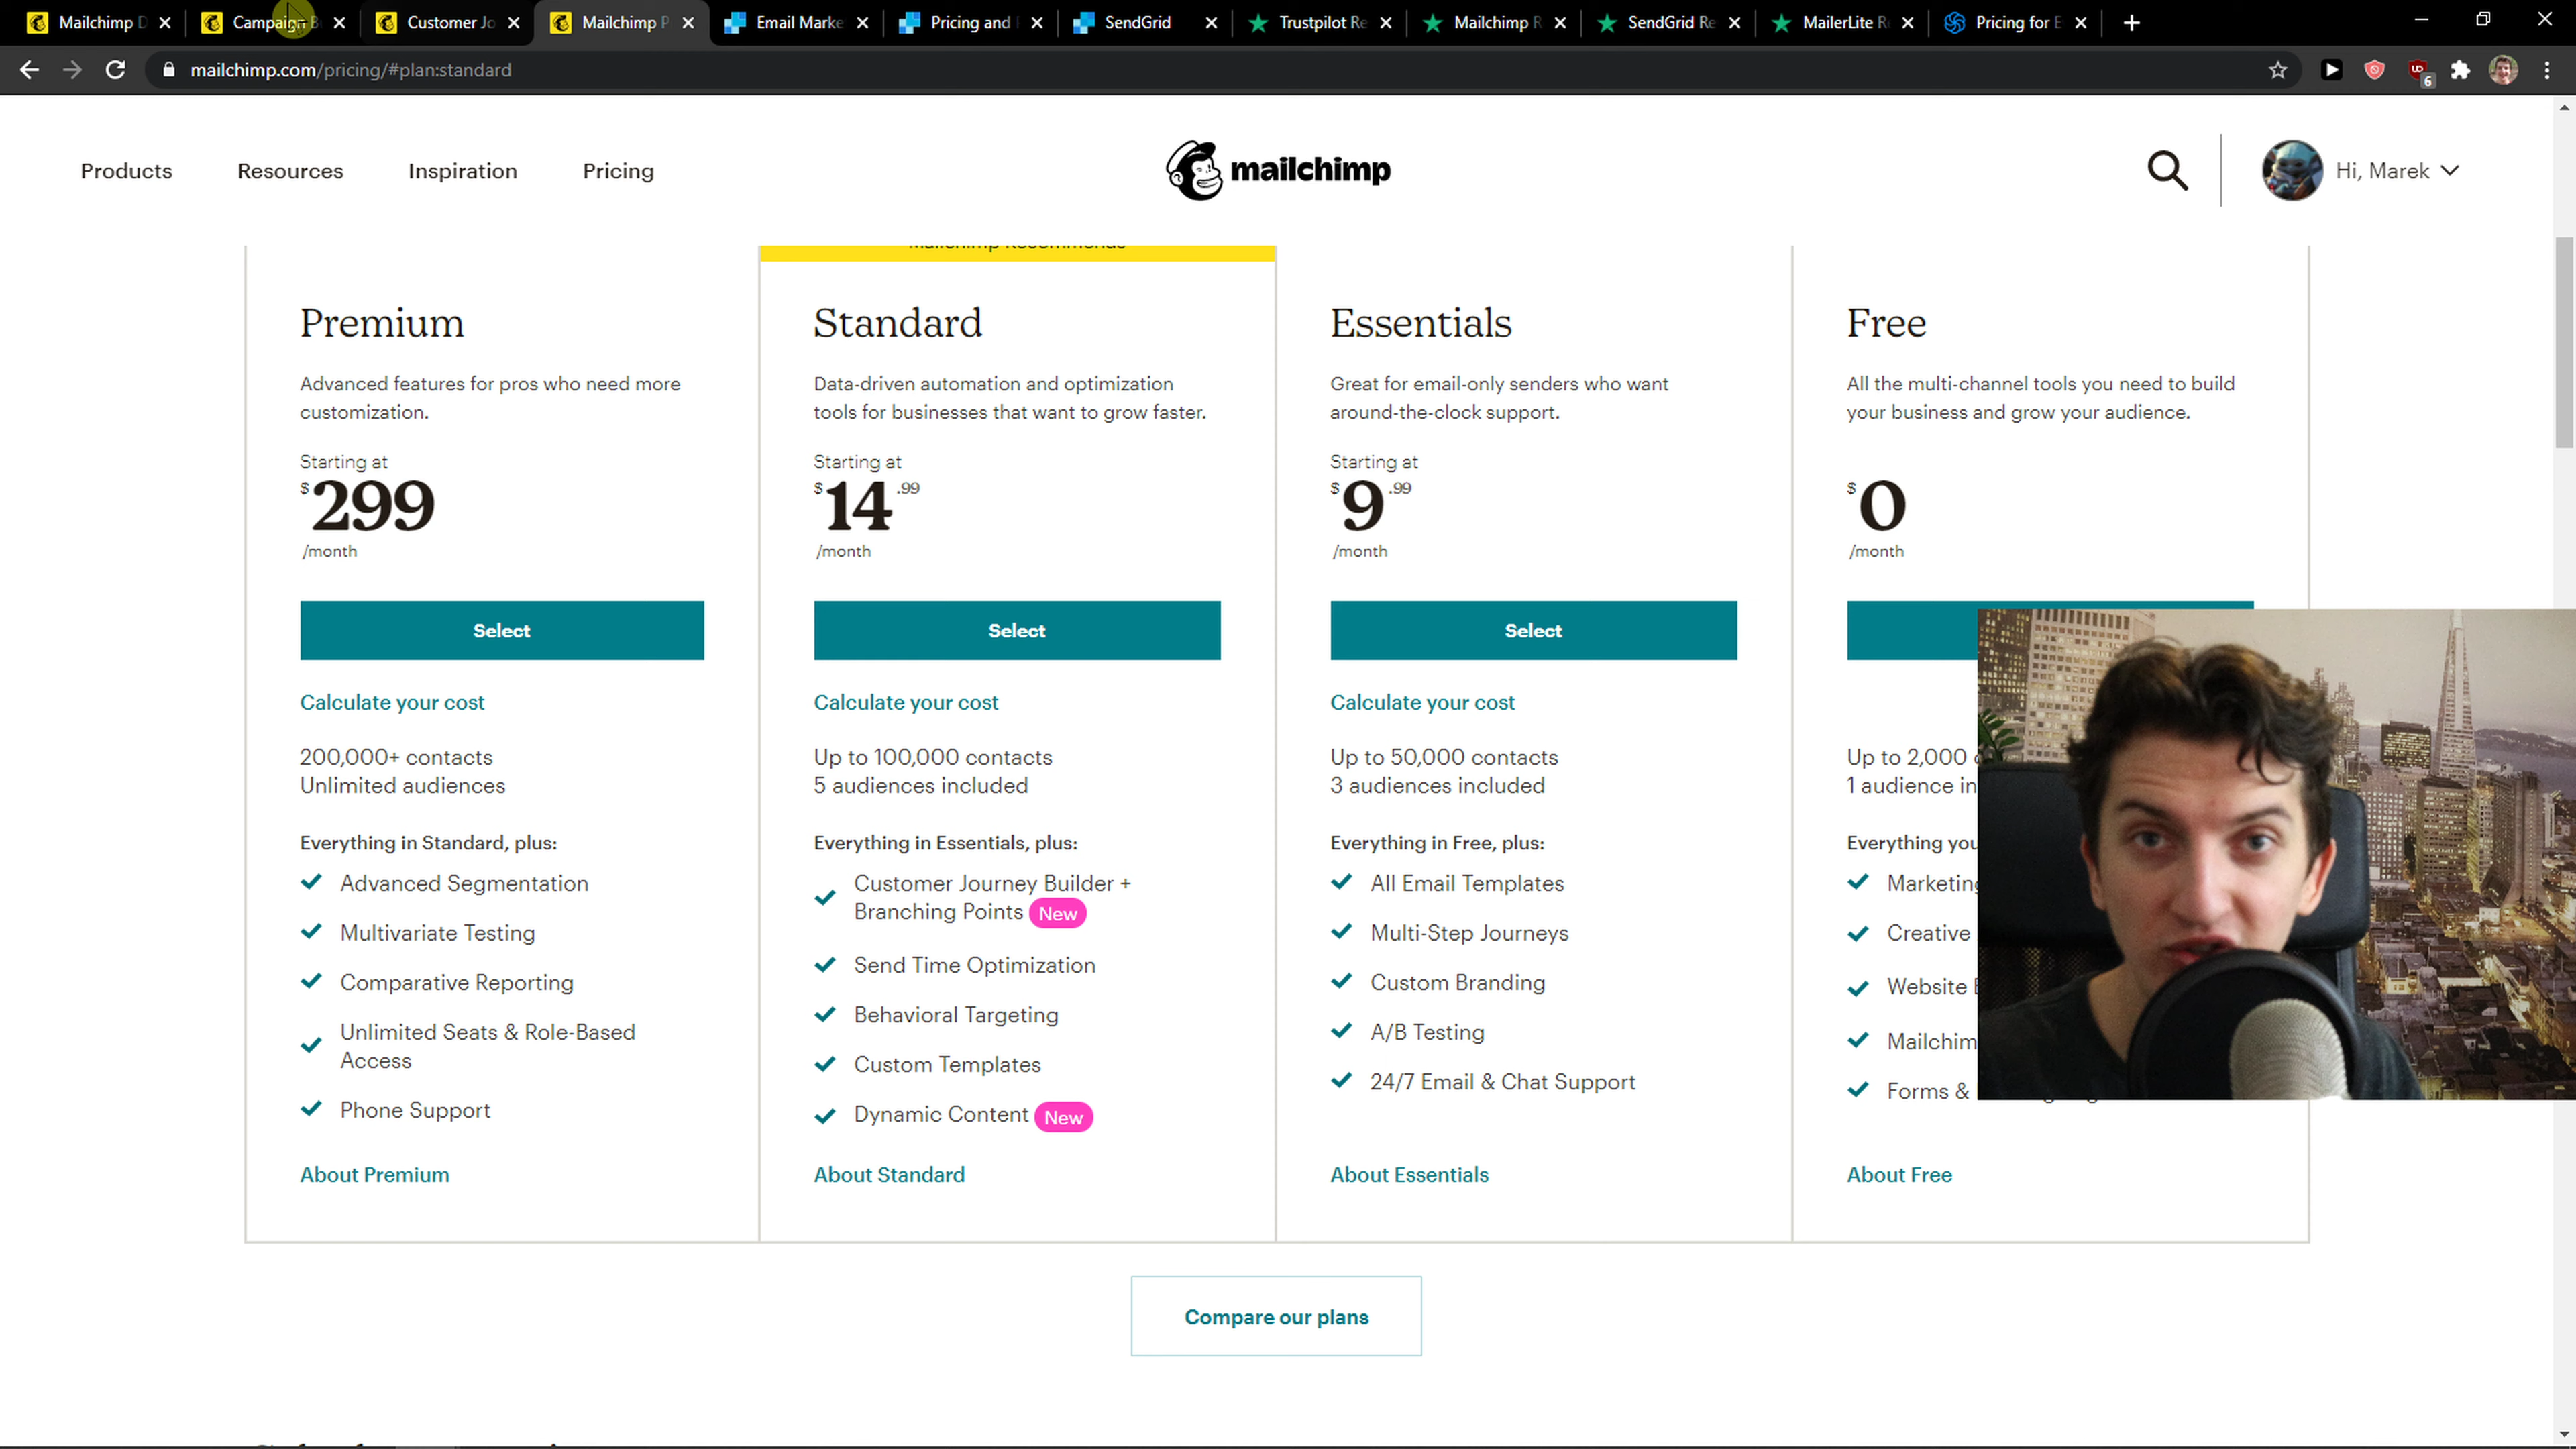 Mailchimp D
Campaign B
Customer Jo
Mailchimp P
Email Marke
Pricing and
SendGrid
Trustpilot Re
Mailchimp R
SendGrid Re
MailerLite R
Pricing for E
mailchimp.com/pricing/#plan:standard
6
Products
Resources
Inspiration
Pricing
mailchimp
Hi, Marek
Mailchimp Recommends
Premium
Advanced features for pros who need more
customization.
Starting at
$299
/month
Select
Calculate your cost
200,000+ contacts
Unlimited audiences
Everything in Standard, plus:
Advanced Segmentation
Multivariate Testing
Comparative Reporting
Unlimited Seats & Role-Based
Access
Phone Support
About Premium
Standard
Data-driven automation and optimization
tools for businesses that want to grow faster.
Starting at
$14.99
/month
Select
Calculate your cost
Up to 100,000 contacts
5 audiences included
Everything in Essentials, plus:
Customer Journey Builder +
Branching Points New
Send Time Optimization
Behavioral Targeting
Custom Templates
Dynamic Content New
About Standard
Essentials
Great for email-only senders who want
around-the-clock support.
Starting at
$9.99
/month
Select
Calculate your cost
Up to 50,000 contacts
3 audiences included
Everything in Free, plus:
All Email Templates
Multi-Step Journeys
Custom Branding
A/B Testing
24/7 Email & Chat Support
About Essentials
Free
All the multi-channel tools you need to build
your business and grow your audience.
$0
/month
Up to 2,000
1 audience in
Everything you
Marketing
Creative
Website
Mailchim
Forms &
About Free
Compare our plans